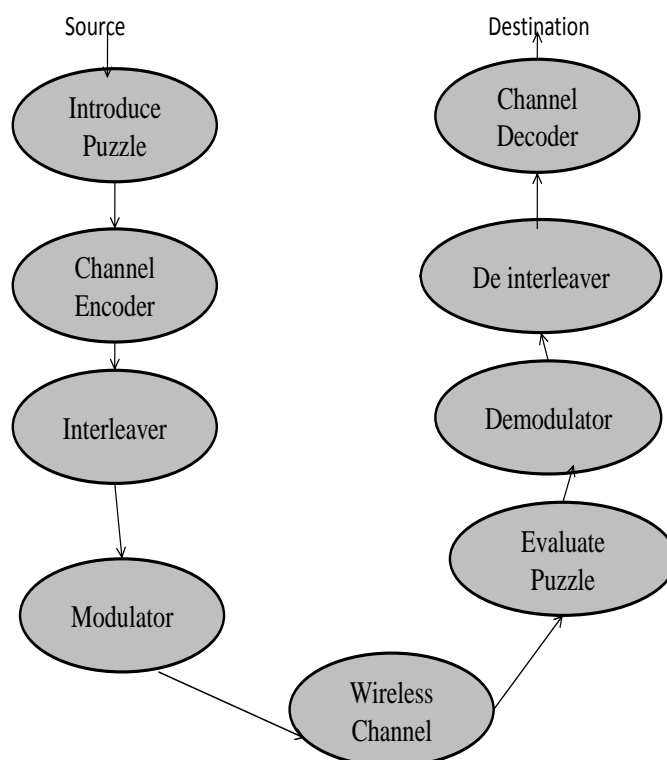 Source
Introduce
Puzzle
Channel
Encoder
Interleaver
Modulator
Wireless
Channel
Evaluate
Puzzle
Demodulator
De interleaver
Channel
Decoder
Destination